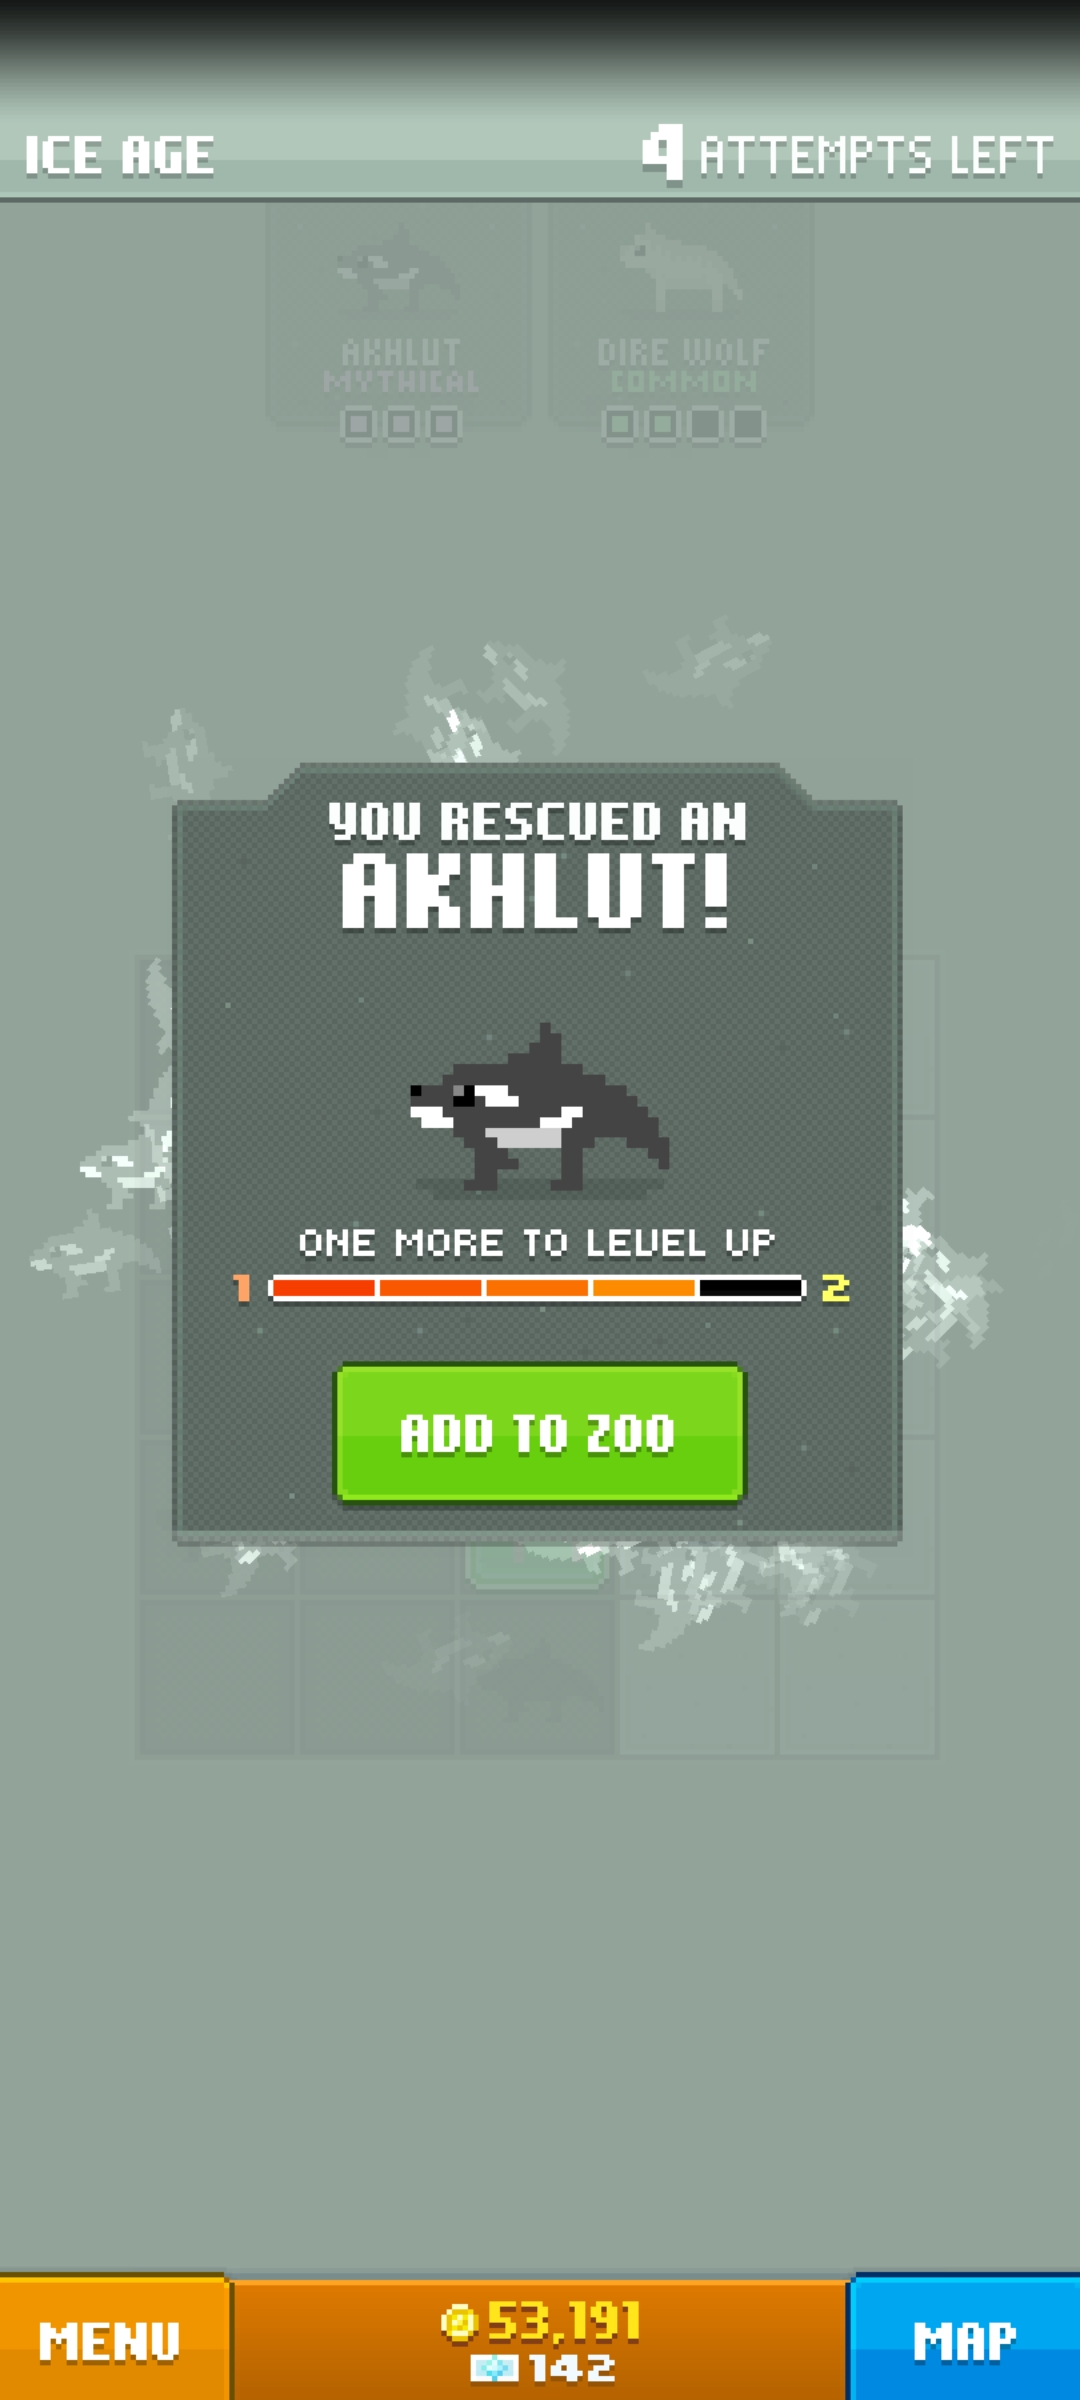 ICE AGE
4 ATTEMPTS LEFT
AKHLUT
MYTHICAL
DIRE WOLF
COMMON
YOU RESCUED AN
AKHLUT!
ONE MORE TO LEVEL UP
1 2
ADD TO ZOO
MENU
53,191
142
MAP